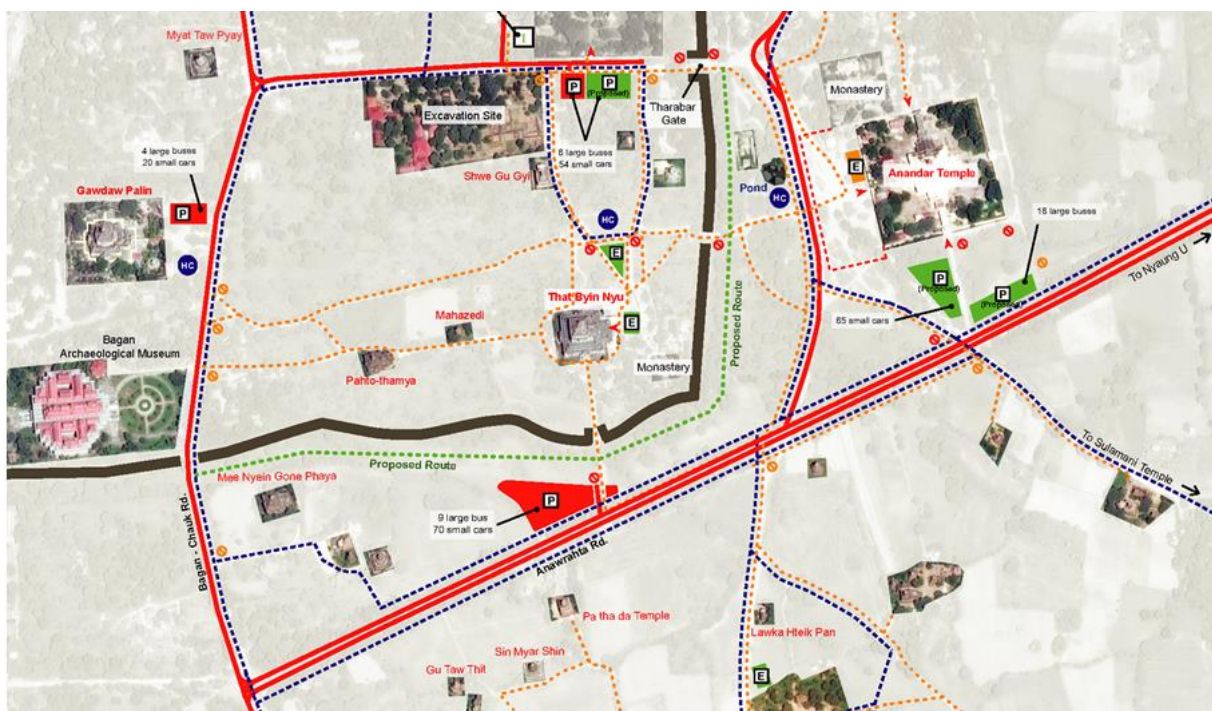 Myat Taw Pyay
P
P
(Proposed)
Tharabar
Gate
Monastery
Excavation Site
4 large buses
20 small cars
6 large buses
54 small cars
E
Anandar Temple
Shwe Gu Gyi
Pond
HC
Gawdaw Palin
P
HC
16 large buses
HC
E
P
(Proposed)
P
(Proposed)
To Nyaung U
65 small cars
That Byin Nyu
Mahazedi
E
Proposed Route
Bagan
Archaeological Museum
Pahto-thamya
Monastery
Proposed Route
Mee Nyein Gone Phaya
To Sulamani Temple
P
9 large bus
70 small cars
Bagan - Chauk Rd.
Anawrahta Rd.
Pa tha da Temple
Lawka Hteik Pan
Sin Myar Shin
Gu Taw Thit
E